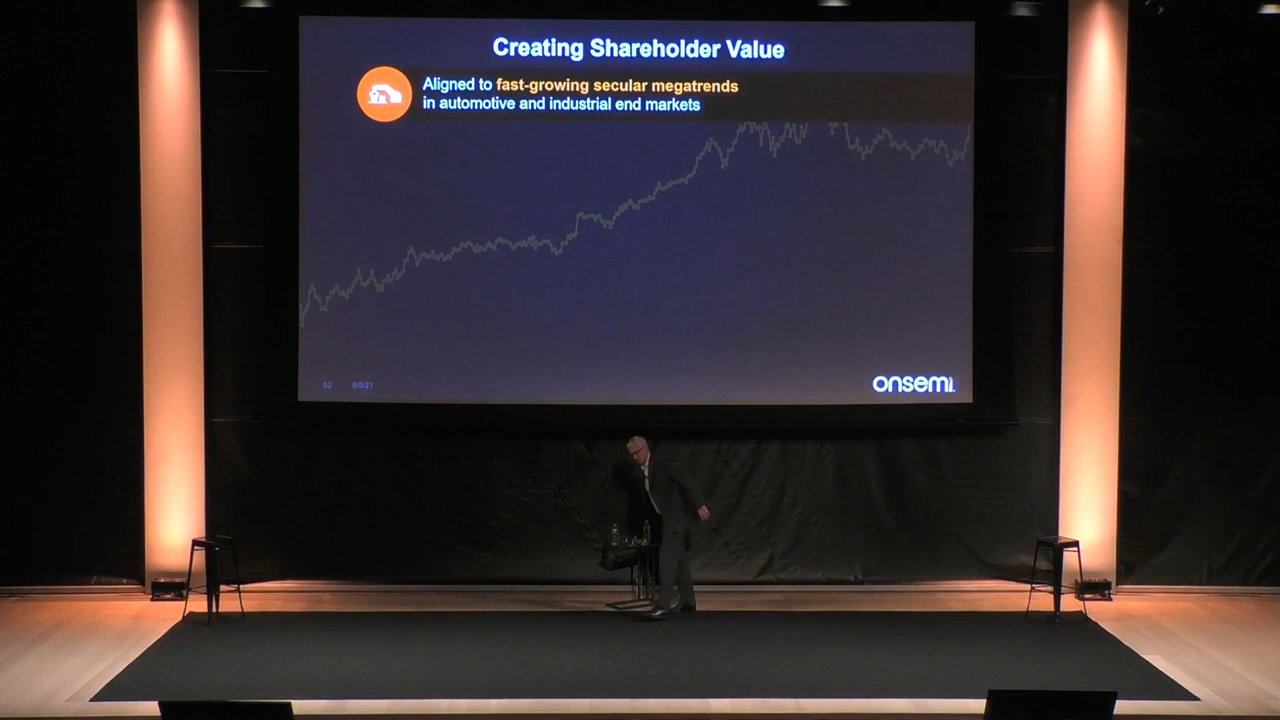 Creating Shareholder Value
Aligned to fast-growing secular megatrends
in automotive and industrial end markets
52 8/5/21
onsemi